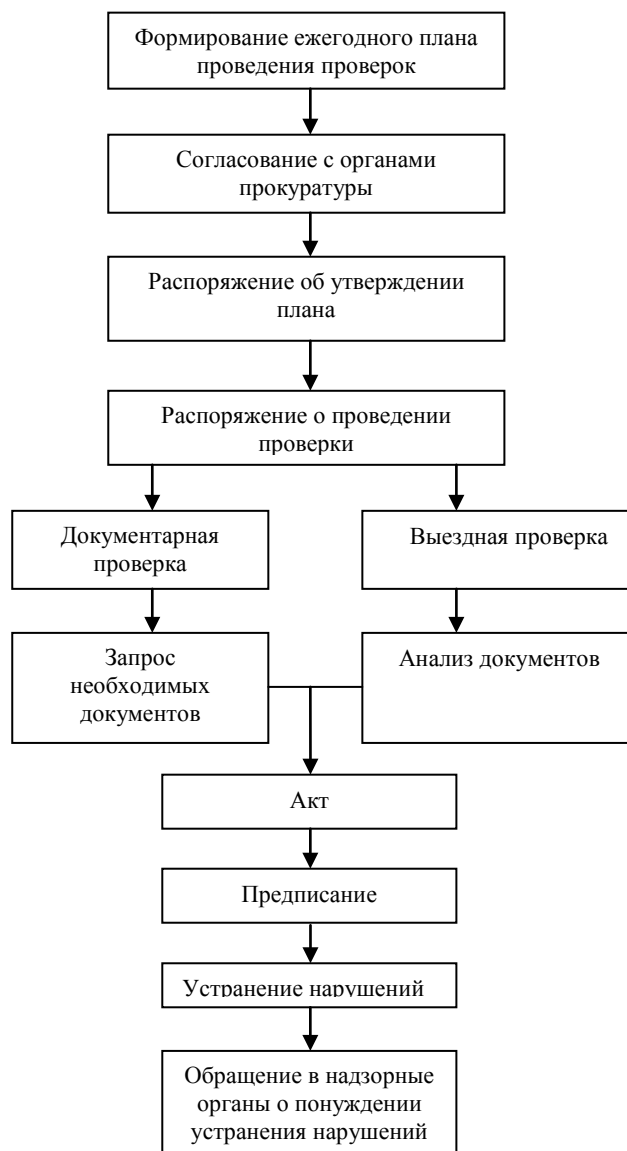 Формирование ежегодного плана
проведения проверок
Согласование с органами
прокуратуры
Распоряжение об утверждении
плана
Распоряжение о проведении
проверки
Документарная
проверка
Выездная проверка
Запрос
необходимых
документов
Анализ документов
Акт
Предписание
Устранение нарушений
Обращение в надзорные
органы о понуждении
устранения нарушений